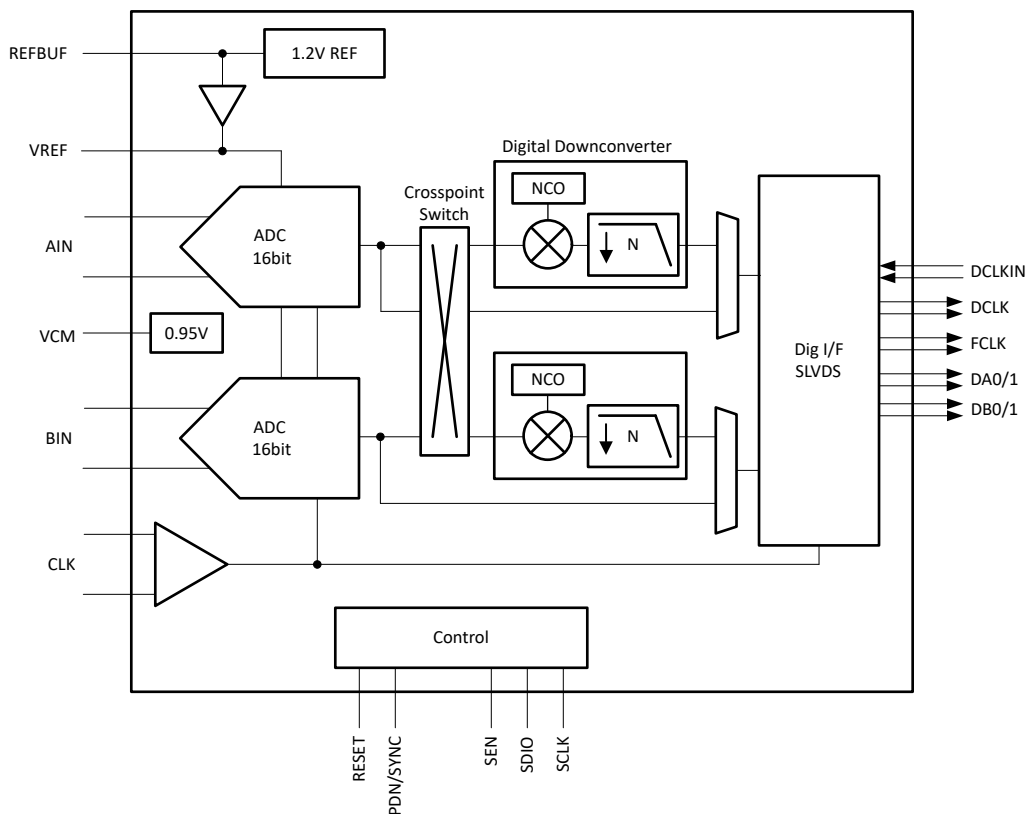 REFBUF
1.2V REF
VREF
Digital Downconverter
NCO
Crosspoint
Switch
ADC
16bit
N
AIN
DCLKIN
DCLK
VCM
0.95V
Dig I/F
SLVDS
FCLK
NCO
DA0/1
DB0/1
ADC
16bit
N
BIN
CLK
Control
RESET
PDN/SYNC
SEN
SDIO
SCLK